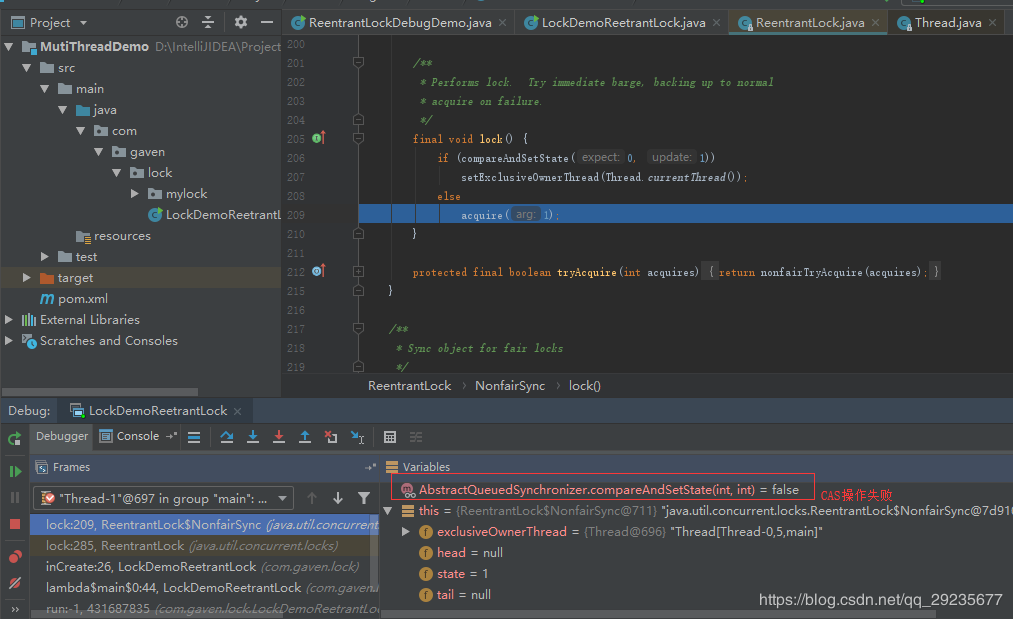 Project
ReentrantLockDebugDemo.java
LockDemoReetrantLock.java
ReentrantLock.java
Thread.java
MutiThreadDemo D:\IntelliJIDEA\Project
src
main
java
com
gaven
lock
mylock
LockDemoReetrantL
resources
test
target
pom.xml
External Libraries
Scratches and Consoles
200
201 /**
202 * Performs lock. Try immediate barge, backing up to normal
203 * acquire on failure.
204 */
205 final void lock() {
206 if (compareAndSetState( expect: 0, update: 1))
207 setExclusiveOwnerThread(Thread.currentThread());
208 else
209 acquire( arg: 1);
210 }
211
212 protected final boolean tryAcquire(int acquires) { return nonfairTryAcquire(acquires); }
215 }
216
217 /**
218 * Sync object for fair locks
219 */
ReentrantLock › NonfairSync › lock()
Debug: LockDemoReetrantLock
Debugger Console
Frames
"Thread-1"@697 in group "main": ...
lock:209, ReentrantLock$NonfairSync (java.util.concurrent
lock:285, ReentrantLock (java.util.concurrent.locks)
inCreate:26, LockDemoReetrantLock (com.gaven.lock)
lambda$main$0:44, LockDemoReetrantLock (com.gaven.
run:-1, 431687835 (com.gaven.lock.LockDemoReetrantLo
Variables
AbstractQueuedSynchronizer.compareAndSetState(int, int) = false
CAS操作失败
this = {ReentrantLock$NonfairSync@711} "java.util.concurrent.locks.ReentrantLock$NonfairSync@7d910
exclusiveOwnerThread = {Thread@696} "Thread[Thread-0,5,main]"
head = null
state = 1
tail = null
https://blog.csdn.net/qq_29235677